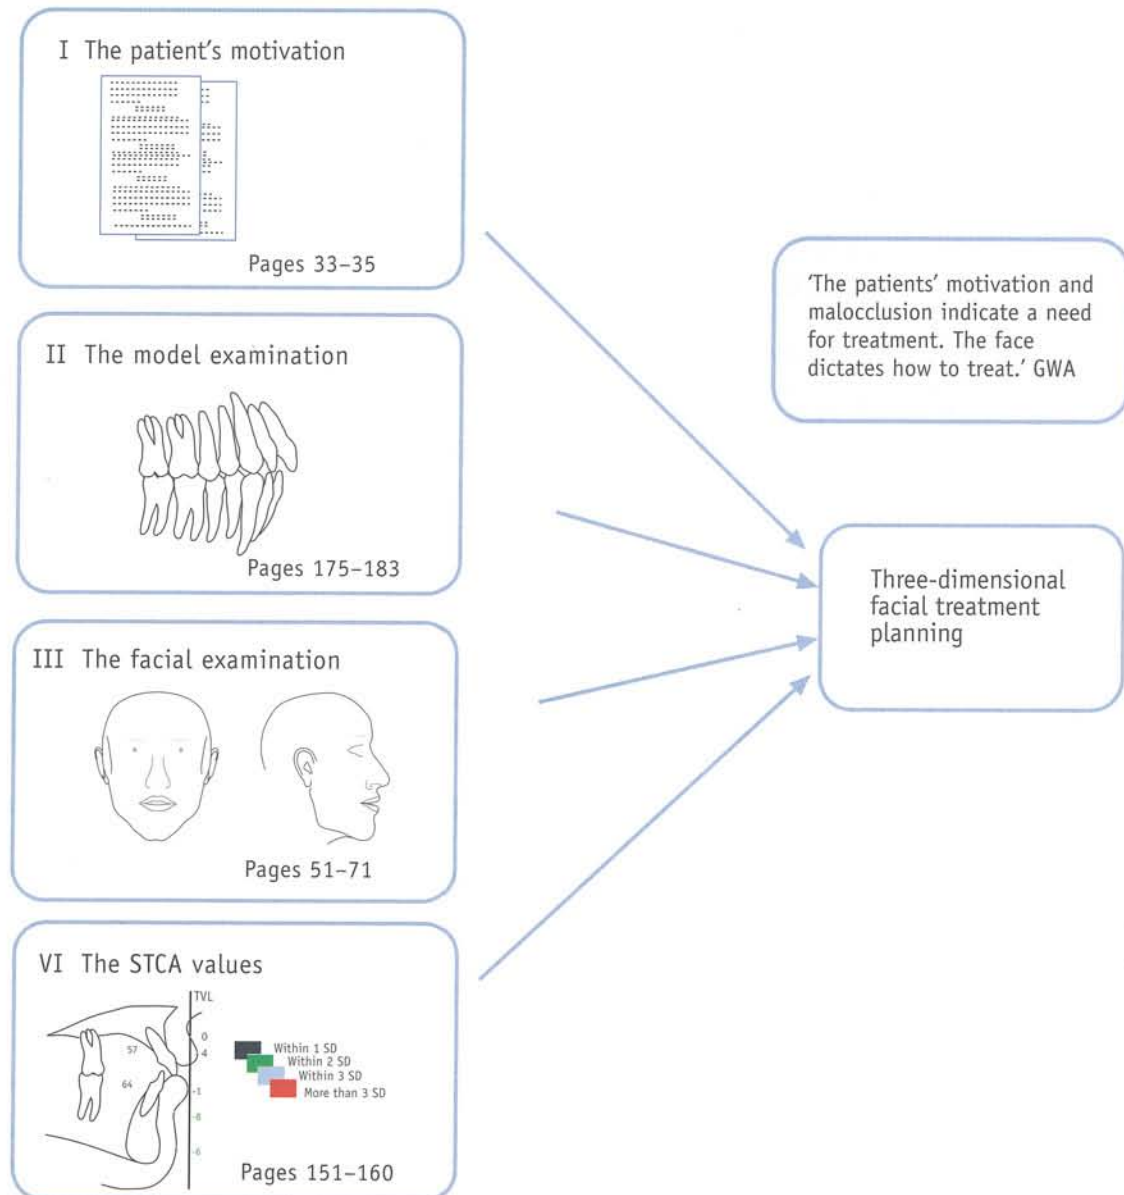 I The patient's motivation
Pages 33–35
II The model examination
Pages 175–183
III The facial examination
Pages 51–71
VI The STCA values
TVL
0
-4
57
64
-1
-8
-6
Within 1 SD
Within 2 SD
Within 3 SD
More than 3 SD
Pages 151–160
'The patients' motivation and
malocclusion indicate a need
for treatment. The face
dictates how to treat.' GWA
Three-dimensional
facial treatment
planning